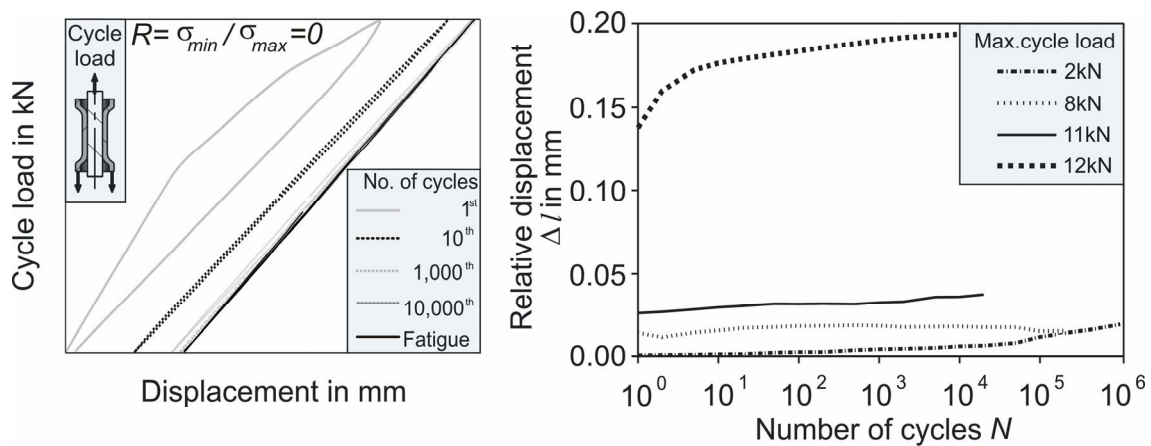 Cycle
load
R= σmin / σmax =0
Cycle load in kN
No. of cycles
1st
10th
1,000th
10,000th
Fatigue
Displacement in mm
Relative displacement
Δ l in mm
0.20
0.15
0.10
0.05
0.00
Max.cycle load
2kN
8kN
11kN
12kN
10^0 10^1 10^2 10^3 10^4 10^5 10^6
Number of cycles N